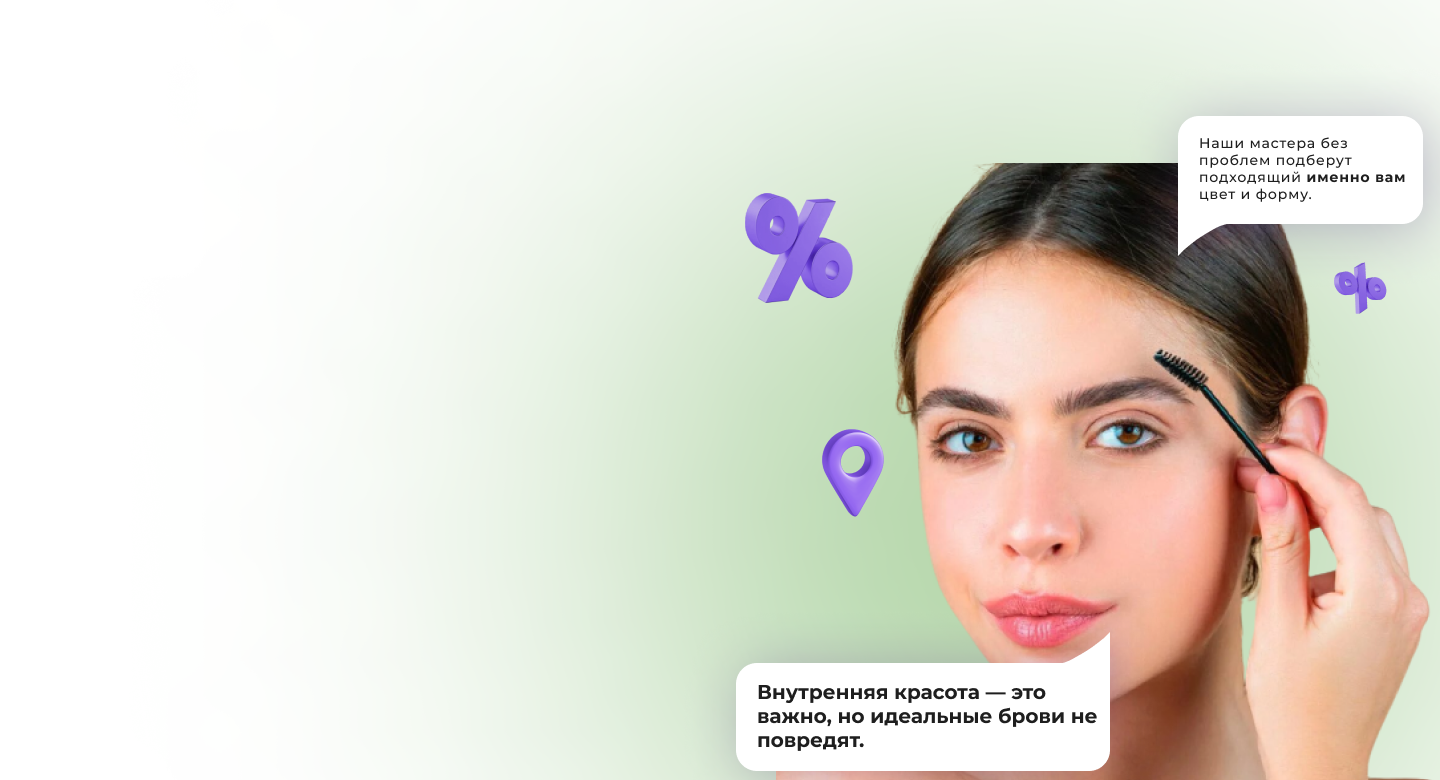 Наши мастера без
проблем подберут
подходящий именно вам
цвет и форму.
Внутренняя красота — это
важно, но идеальные брови не
повредят.